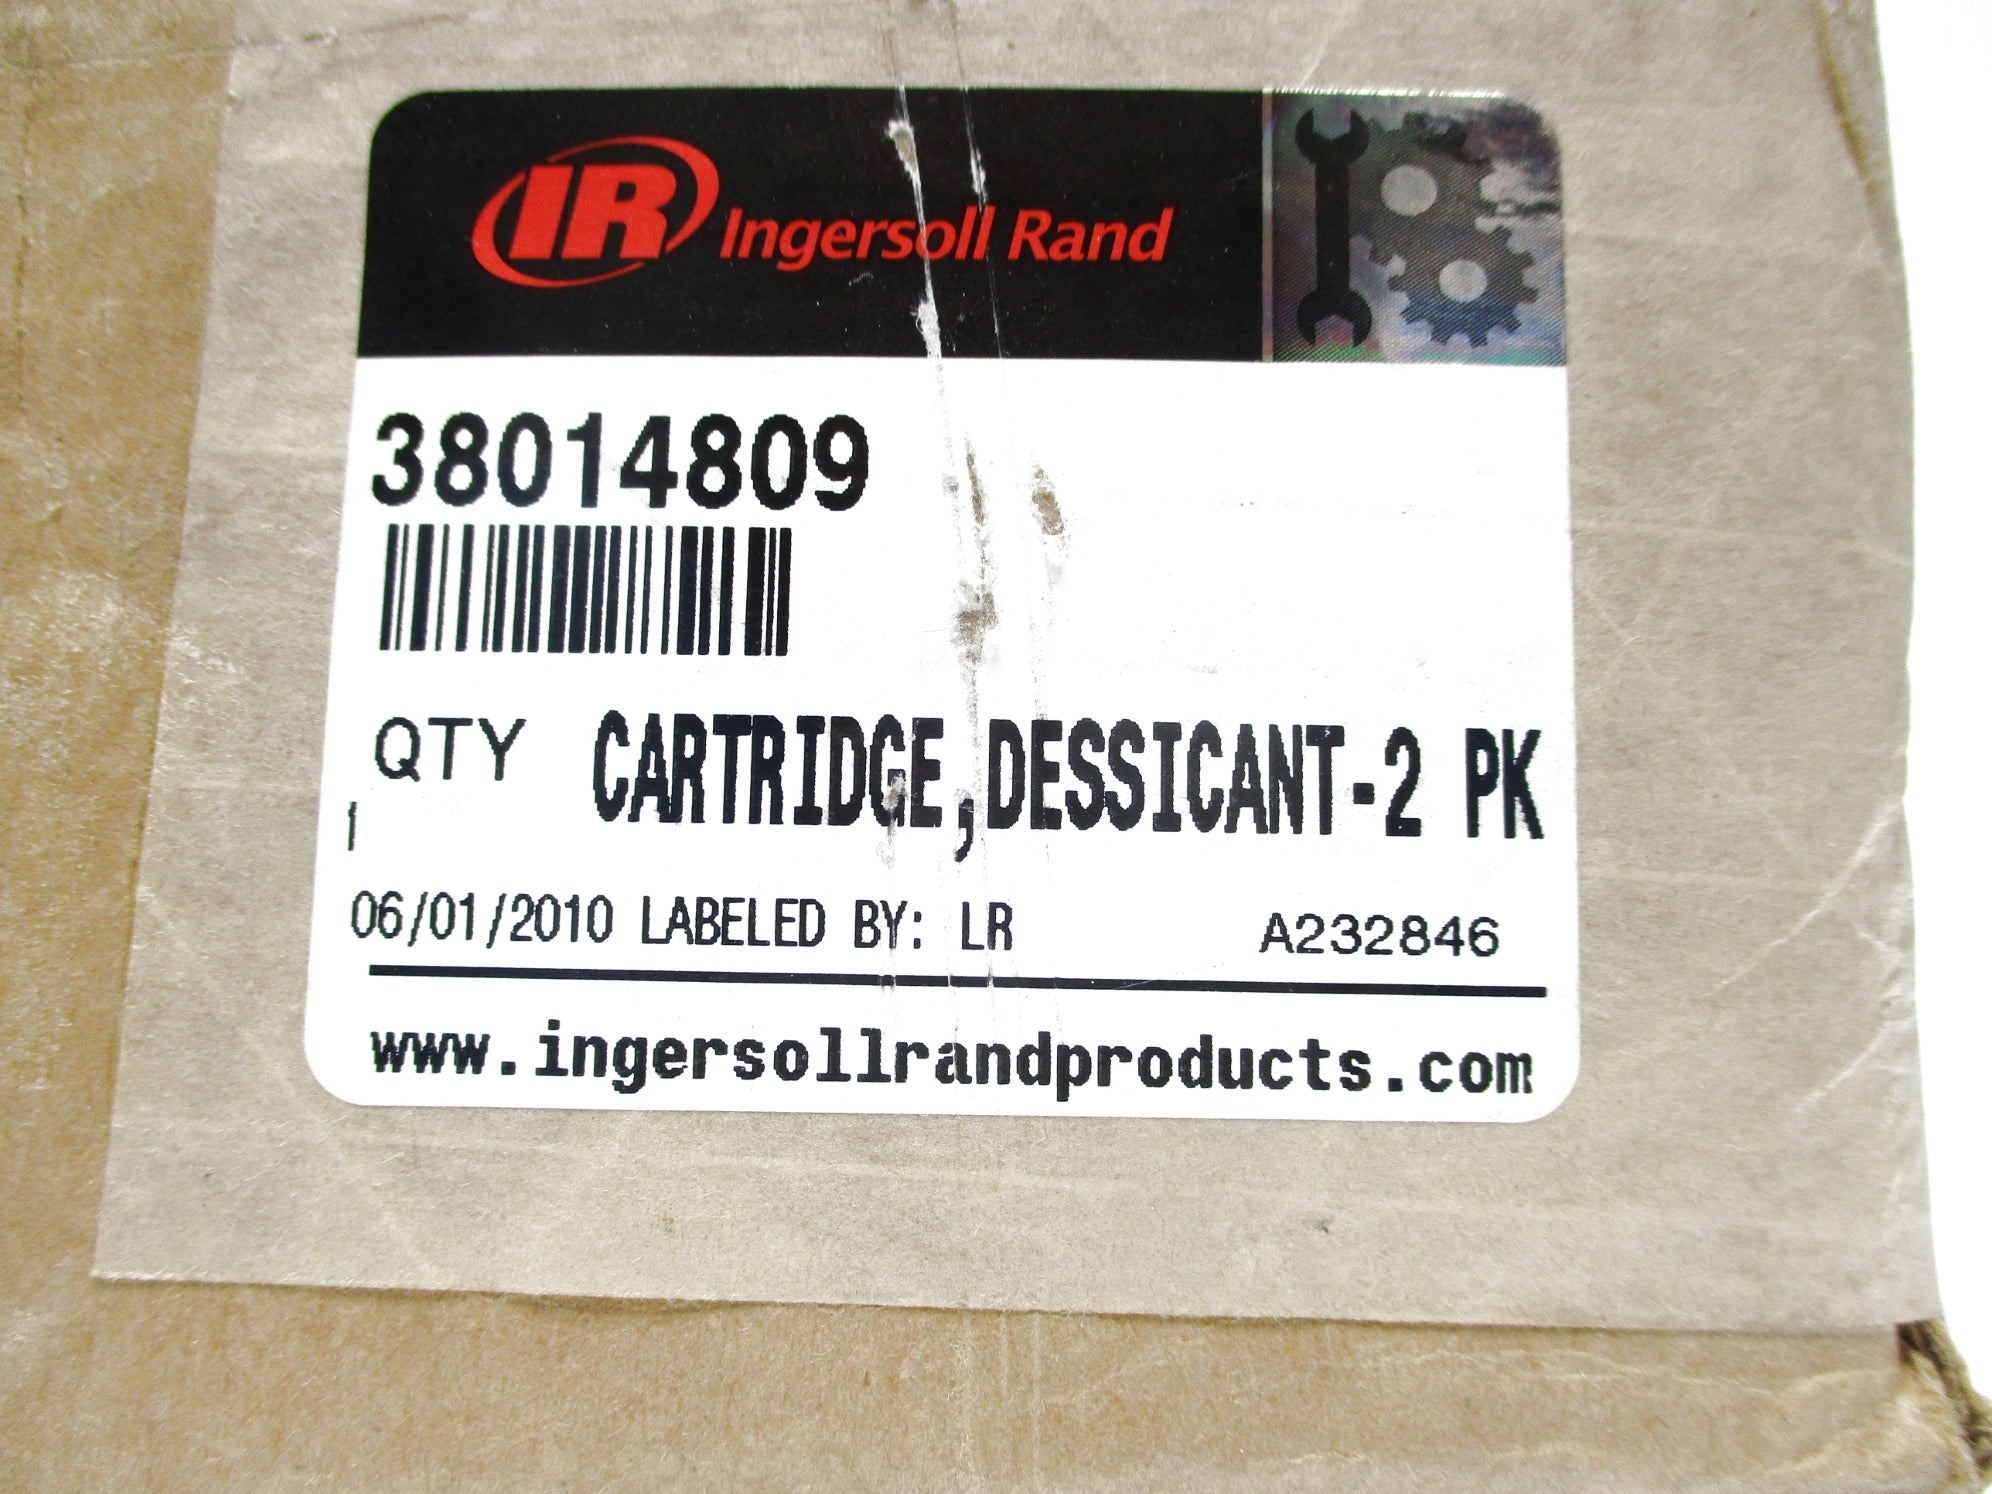 IR Ingersoll Rand
38014809
QTY CARTRIDGE,DESSICANT-2 PK
1
06/01/2010 LABELED BY: LR A232846
www.ingersollrandproducts.com